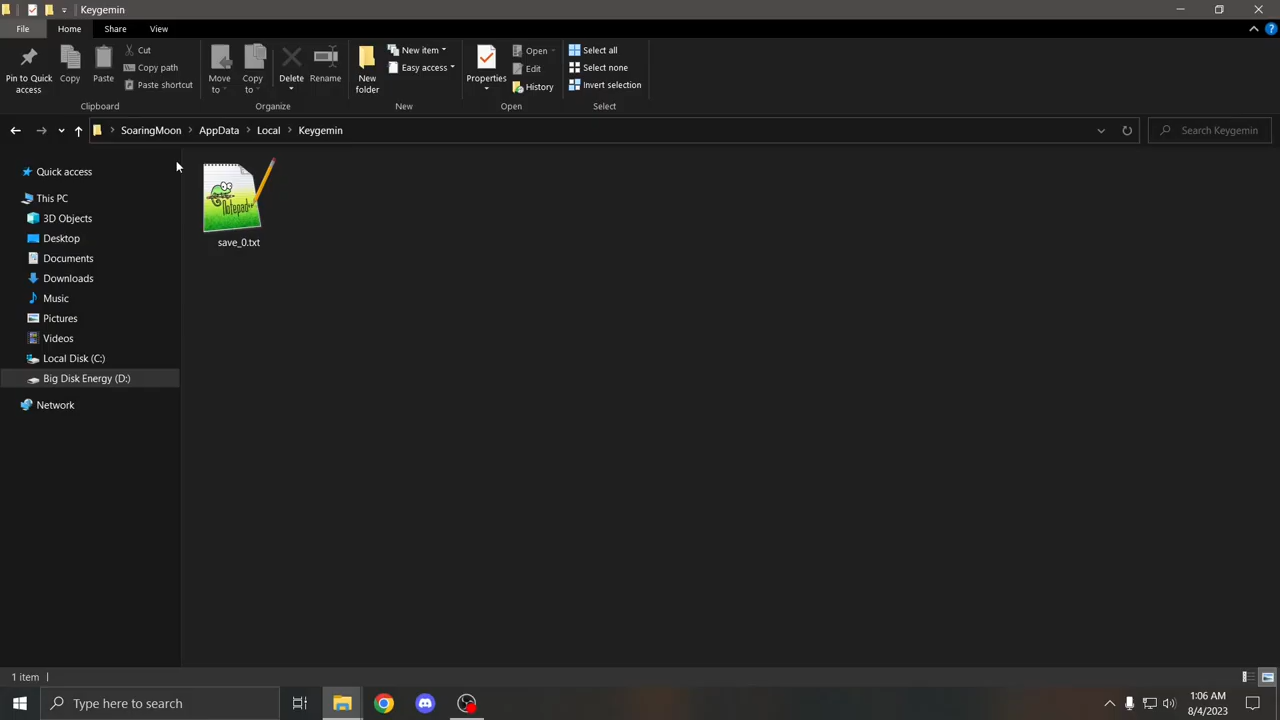 Keygemin
File
Home
Share
View
Pin to Quick
access
Copy
Paste
Cut
Copy path
Paste shortcut
Clipboard
Move
to
Copy
to
Delete
Rename
Organize
New
folder
New item
Easy access
New
Properties
Open
Edit
History
Open
Select all
Select none
Invert selection
Select
SoaringMoon
AppData
Local
Keygemin
Search Keygemin
Quick access
This PC
3D Objects
Desktop
Documents
Downloads
Music
Pictures
Videos
Local Disk (C:)
Big Disk Energy (D:)
Network
Notepad++
save_0.txt
1 item
Type here to search
1:06 AM
8/4/2023